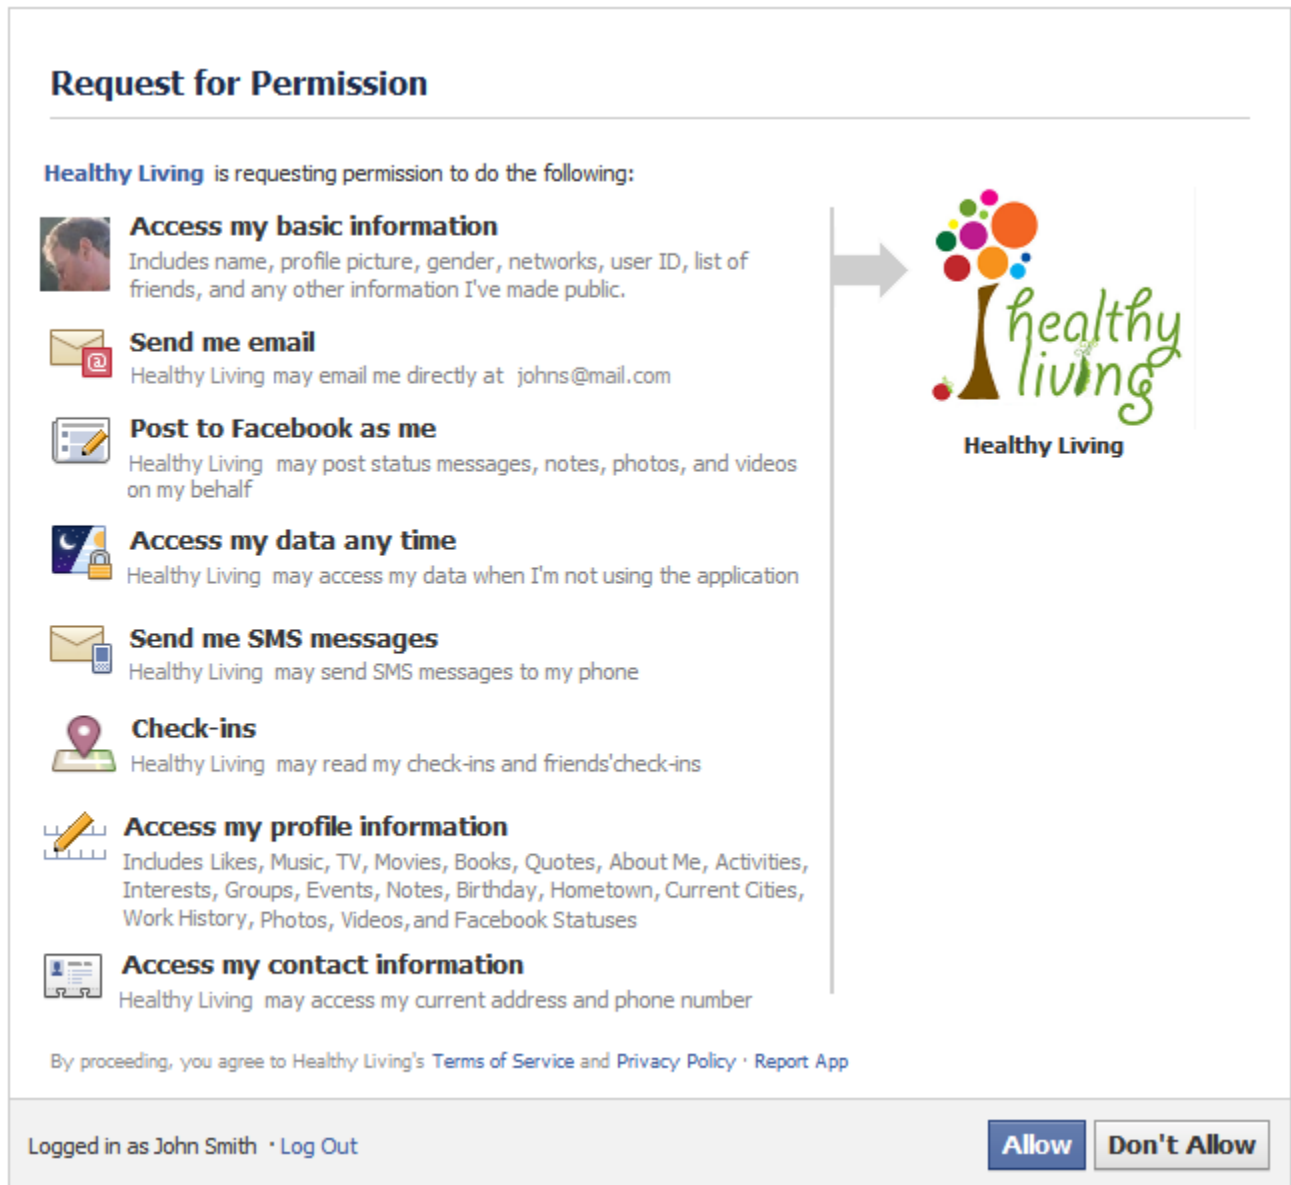 Request for Permission
Healthy Living is requesting permission to do the following:
Access my basic information
Includes name, profile picture, gender, networks, user ID, list of
friends, and any other information I've made public.
Send me email
Healthy Living may email me directly at johns@mail.com
Post to Facebook as me
Healthy Living may post status messages, notes, photos, and videos
on my behalf
Access my data any time
Healthy Living may access my data when I'm not using the application
Send me SMS messages
Healthy Living may send SMS messages to my phone
Check-ins
Healthy Living may read my check-ins and friends'check-ins
Access my profile information
Includes Likes, Music, TV, Movies, Books, Quotes, About Me, Activities,
Interests, Groups, Events, Notes, Birthday, Hometown, Current Cities,
Work History, Photos, Videos, and Facebook Statuses
Access my contact information
Healthy Living may access my current address and phone number
healthy
living
Healthy Living
By proceeding, you agree to Healthy Living's Terms of Service and Privacy Policy · Report App
Logged in as John Smith · Log Out
Allow
Don't Allow